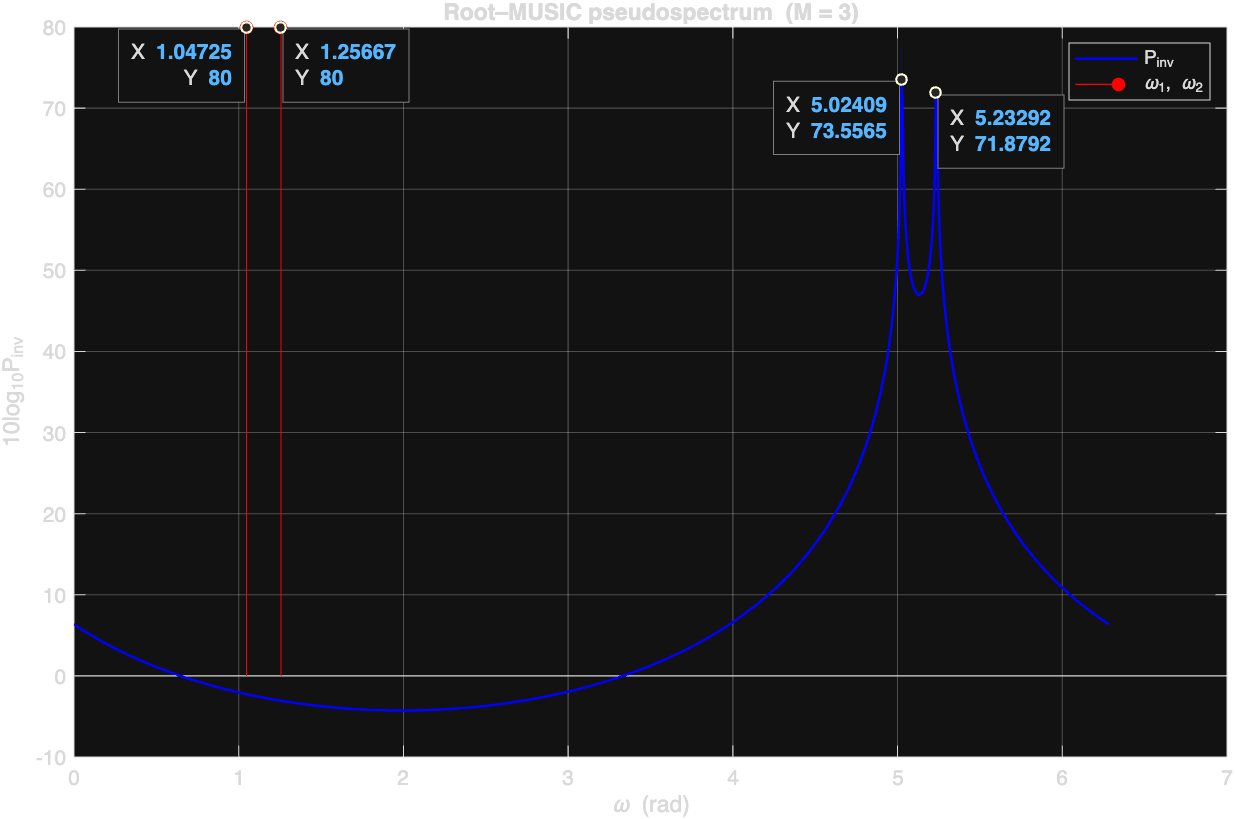 Root–MUSIC pseudospectrum (M = 3)
80
70
60
50
40
30
20
10
0
-10
10log10Pinv
X 1.04725
Y 80
X 1.25667
Y 80
X 5.02409
Y 73.5565
X 5.23292
Y 71.8792
Pinv
ω1, ω2
0 1 2 3 4 5 6 7
ω (rad)